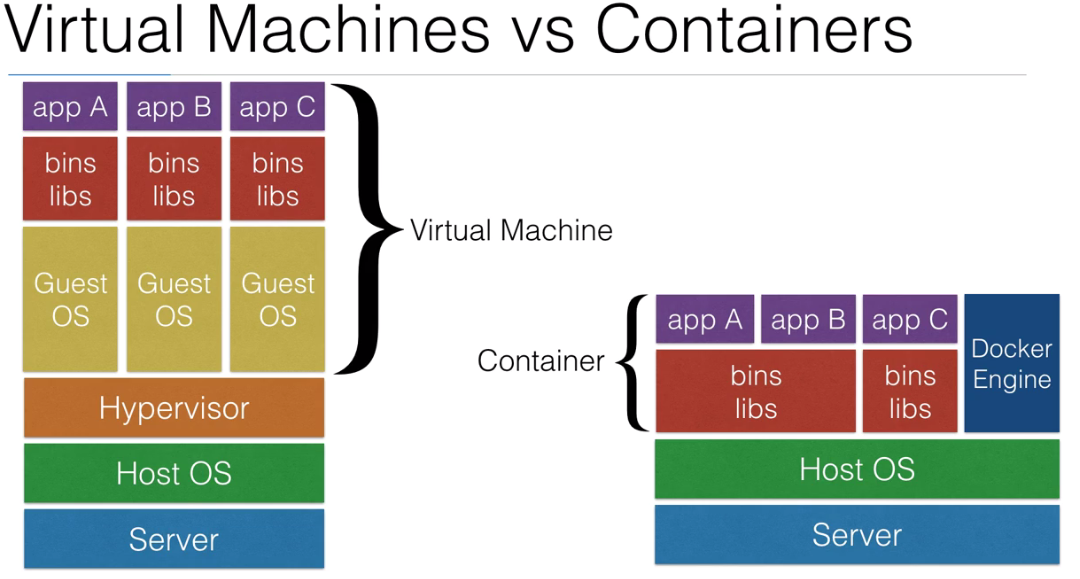 Virtual Machines vs Containers
app A
app B
app C
bins
libs
bins
libs
bins
libs
Guest
OS
Guest
OS
Guest
OS
Hypervisor
Host OS
Server
Virtual Machine
Container
app A
app B
app C
bins
libs
bins
libs
Docker
Engine
Host OS
Server